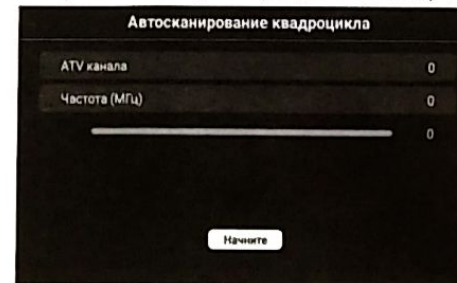 Автосканирование квадроцикла
ATV канала 0
Частота (МГц) 0
0
Начните